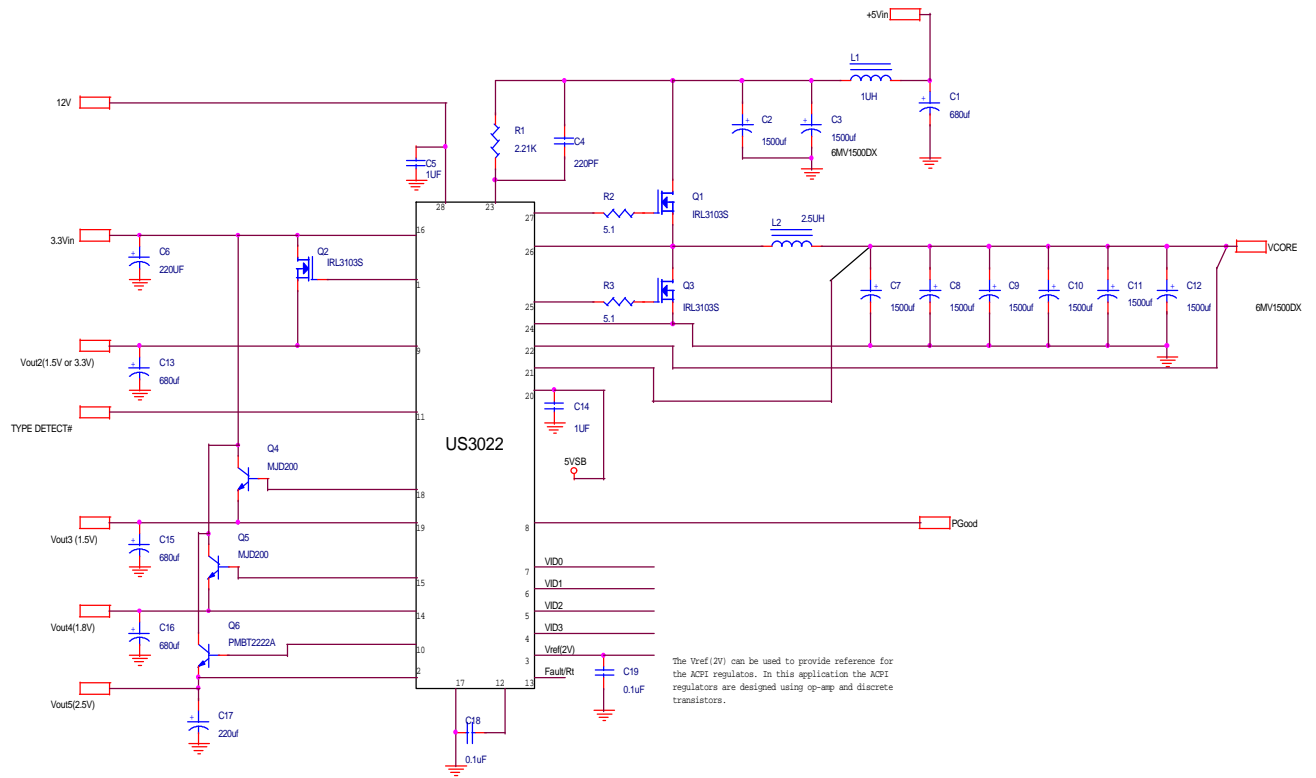 +5Vin
L1
1UH
C1
680uf
12V
R1
2.21K
C4
220PF
C2
1500uf
C3
1500uf
6MV1500DX
C5
1UF
28
23
R2
5.1
Q1
IRL3103S
27
L2
2.5UH
3.3Vin
16
C6
220UF
Q2
IRL3103S
26
VCORE
1
R3
5.1
Q3
IRL3103S
C7
1500uf
C8
1500uf
C9
1500uf
C10
1500uf
C11
1500uf
C12
1500uf
6MV1500DX
25
24
Vout2(1.5V or 3.3V)
C13
680uf
9
22
21
20
TYPE DETECT#
11
C14
1UF
US3022
5VSB
Q4
MJD200
18
Vout3 (1.5V)
C15
680uf
19
8
PGood
Q5
MJD200
15
VID0
7
VID1
6
Vout4(1.8V)
C16
680uf
14
VID2
5
Q6
PMBT2222A
10
VID3
4
Vref(2V)
3
C19
0.1uF
2
Fault/Rt
13
Vout5(2.5V)
C17
220uf
17
12
C18
0.1uF
The Vref(2V) can be used to provide reference for
the ACPI regulatos. In this application the ACPI
regulators are designed using op-amp and discrete
transistors.